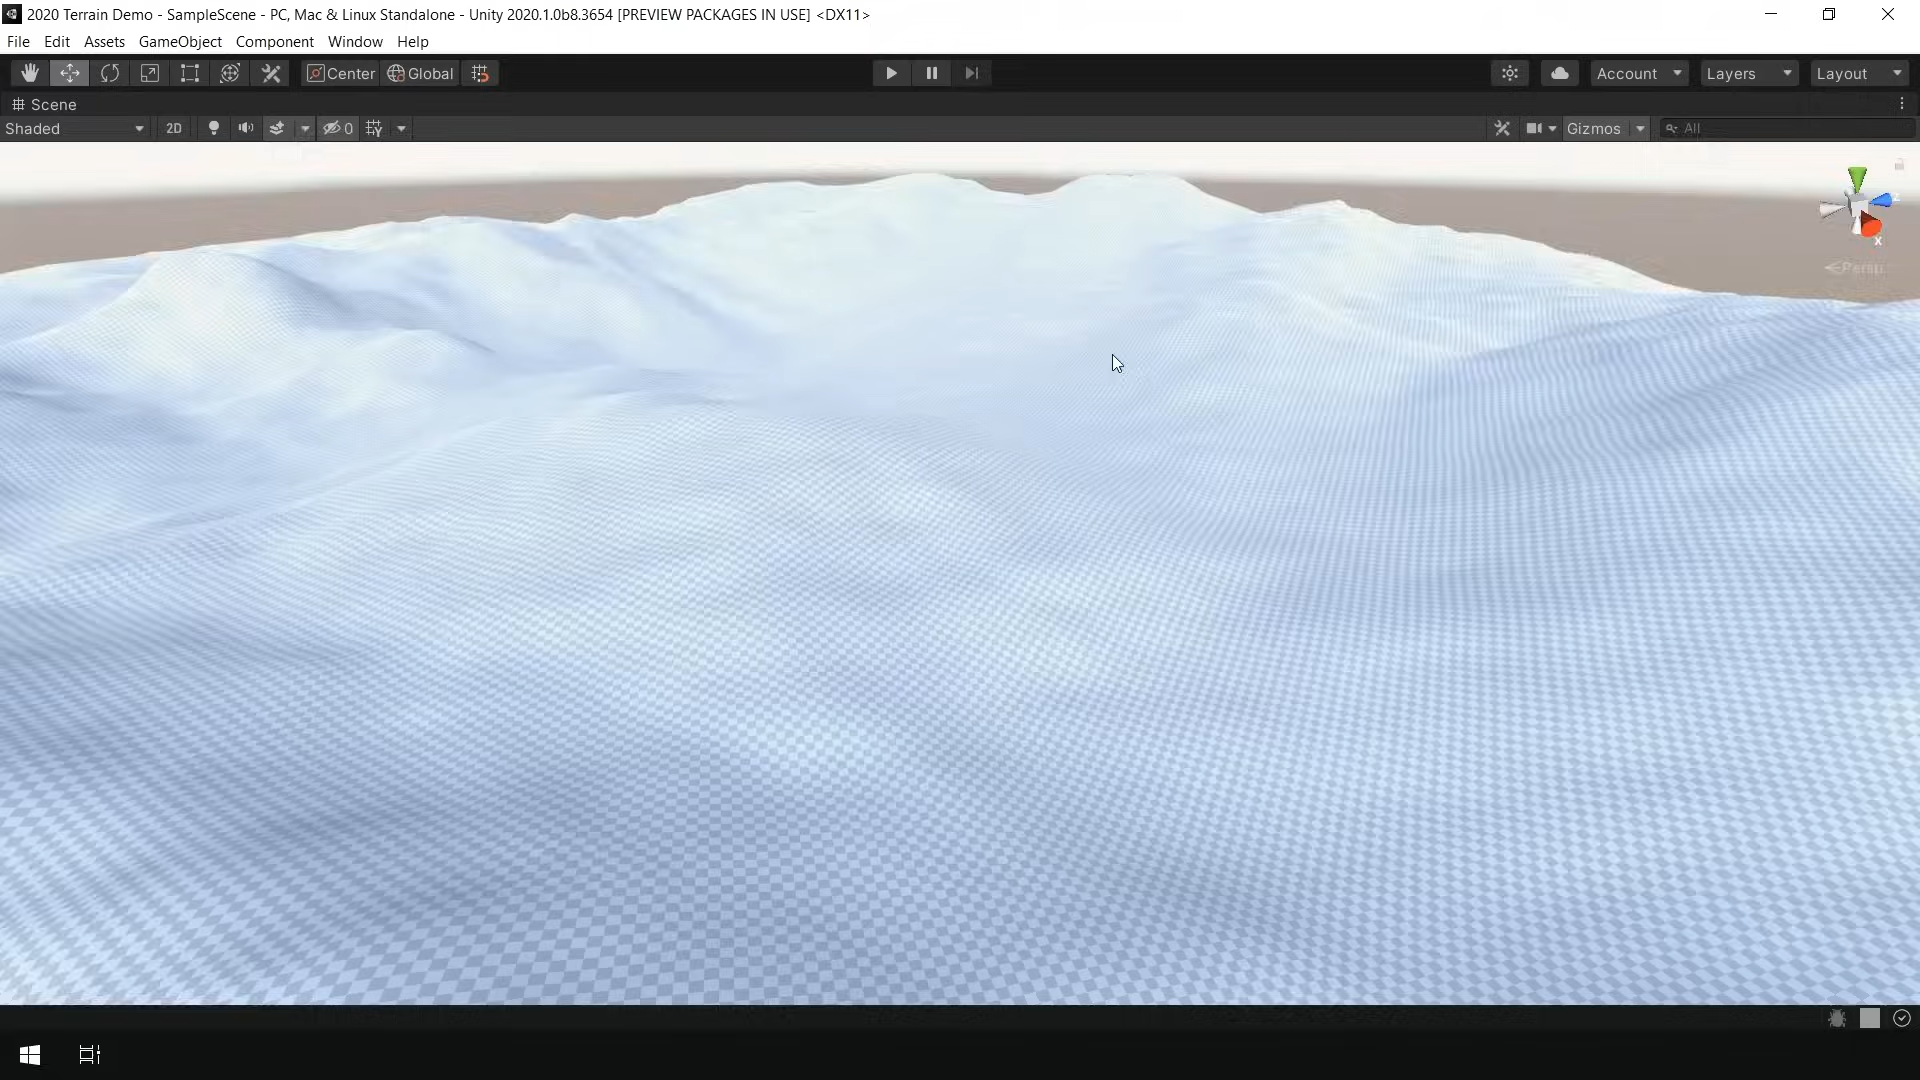 2020 Terrain Demo - SampleScene - PC, Mac & Linux Standalone - Unity 2020.1.0b8.3654 [PREVIEW PACKAGES IN USE] <DX11>
File Edit Assets GameObject Component Window Help
Center Global Account Layers Layout
Scene
Shaded 2D 0 Gizmos All
x
Persp